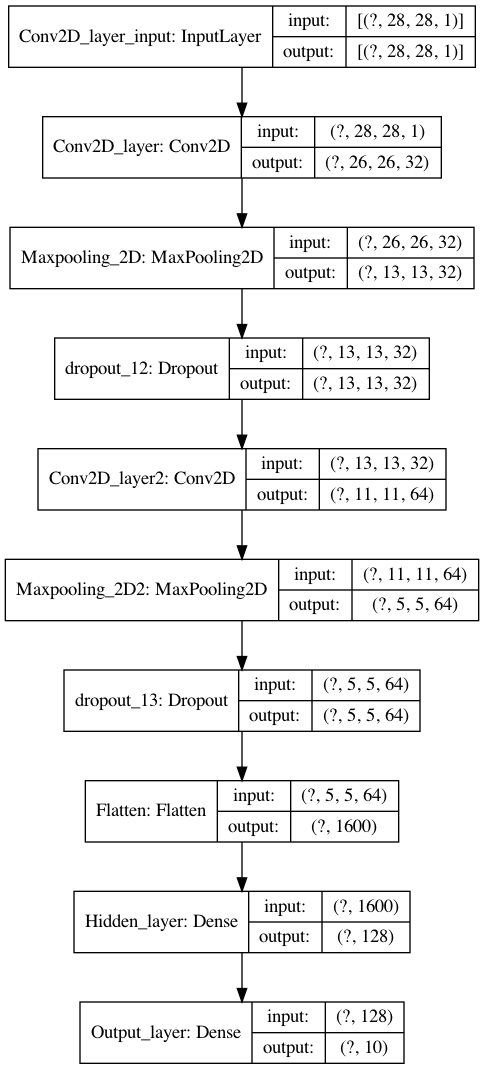 Conv2D_layer_input: InputLayer
input: [(?, 28, 28, 1)]
output: [(?, 28, 28, 1)]
Conv2D_layer: Conv2D
input: (?, 28, 28, 1)
output: (?, 26, 26, 32)
Maxpooling_2D: MaxPooling2D
input: (?, 26, 26, 32)
output: (?, 13, 13, 32)
dropout_12: Dropout
input: (?, 13, 13, 32)
output: (?, 13, 13, 32)
Conv2D_layer2: Conv2D
input: (?, 13, 13, 32)
output: (?, 11, 11, 64)
Maxpooling_2D2: MaxPooling2D
input: (?, 11, 11, 64)
output: (?, 5, 5, 64)
dropout_13: Dropout
input: (?, 5, 5, 64)
output: (?, 5, 5, 64)
Flatten: Flatten
input: (?, 5, 5, 64)
output: (?, 1600)
Hidden_layer: Dense
input: (?, 1600)
output: (?, 128)
Output_layer: Dense
input: (?, 128)
output: (?, 10)